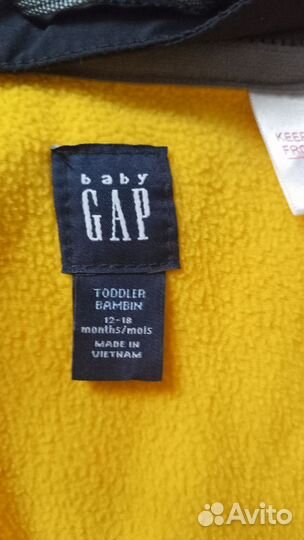 baby
GAP
TODDLER
BAMBIN
12-18
months/mois
MADE IN
VIETNAM
KEEP
FRO
Avito